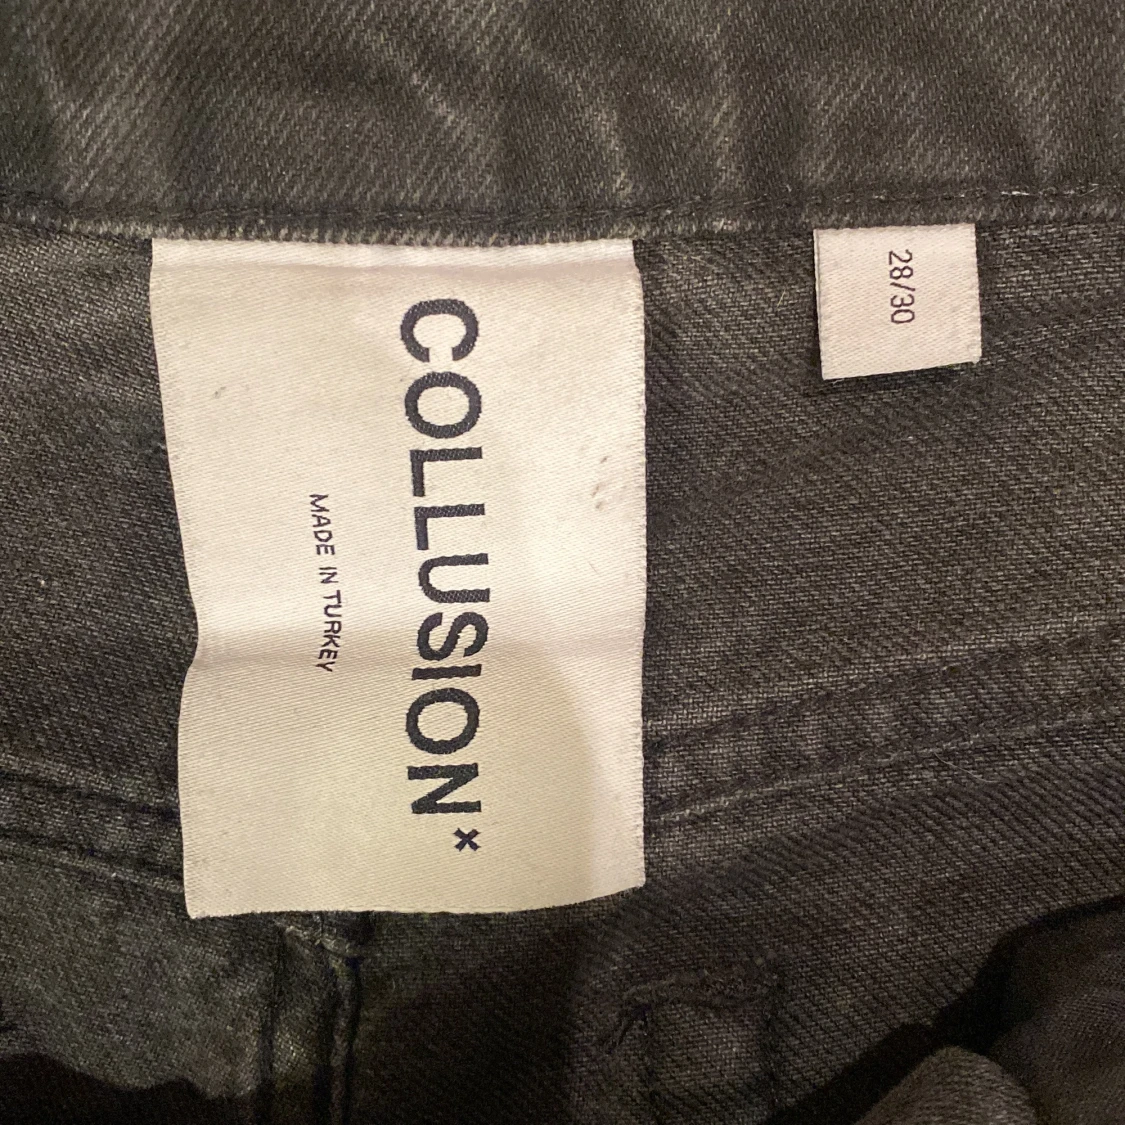 COLLUSION×
MADE IN TURKEY
28/30